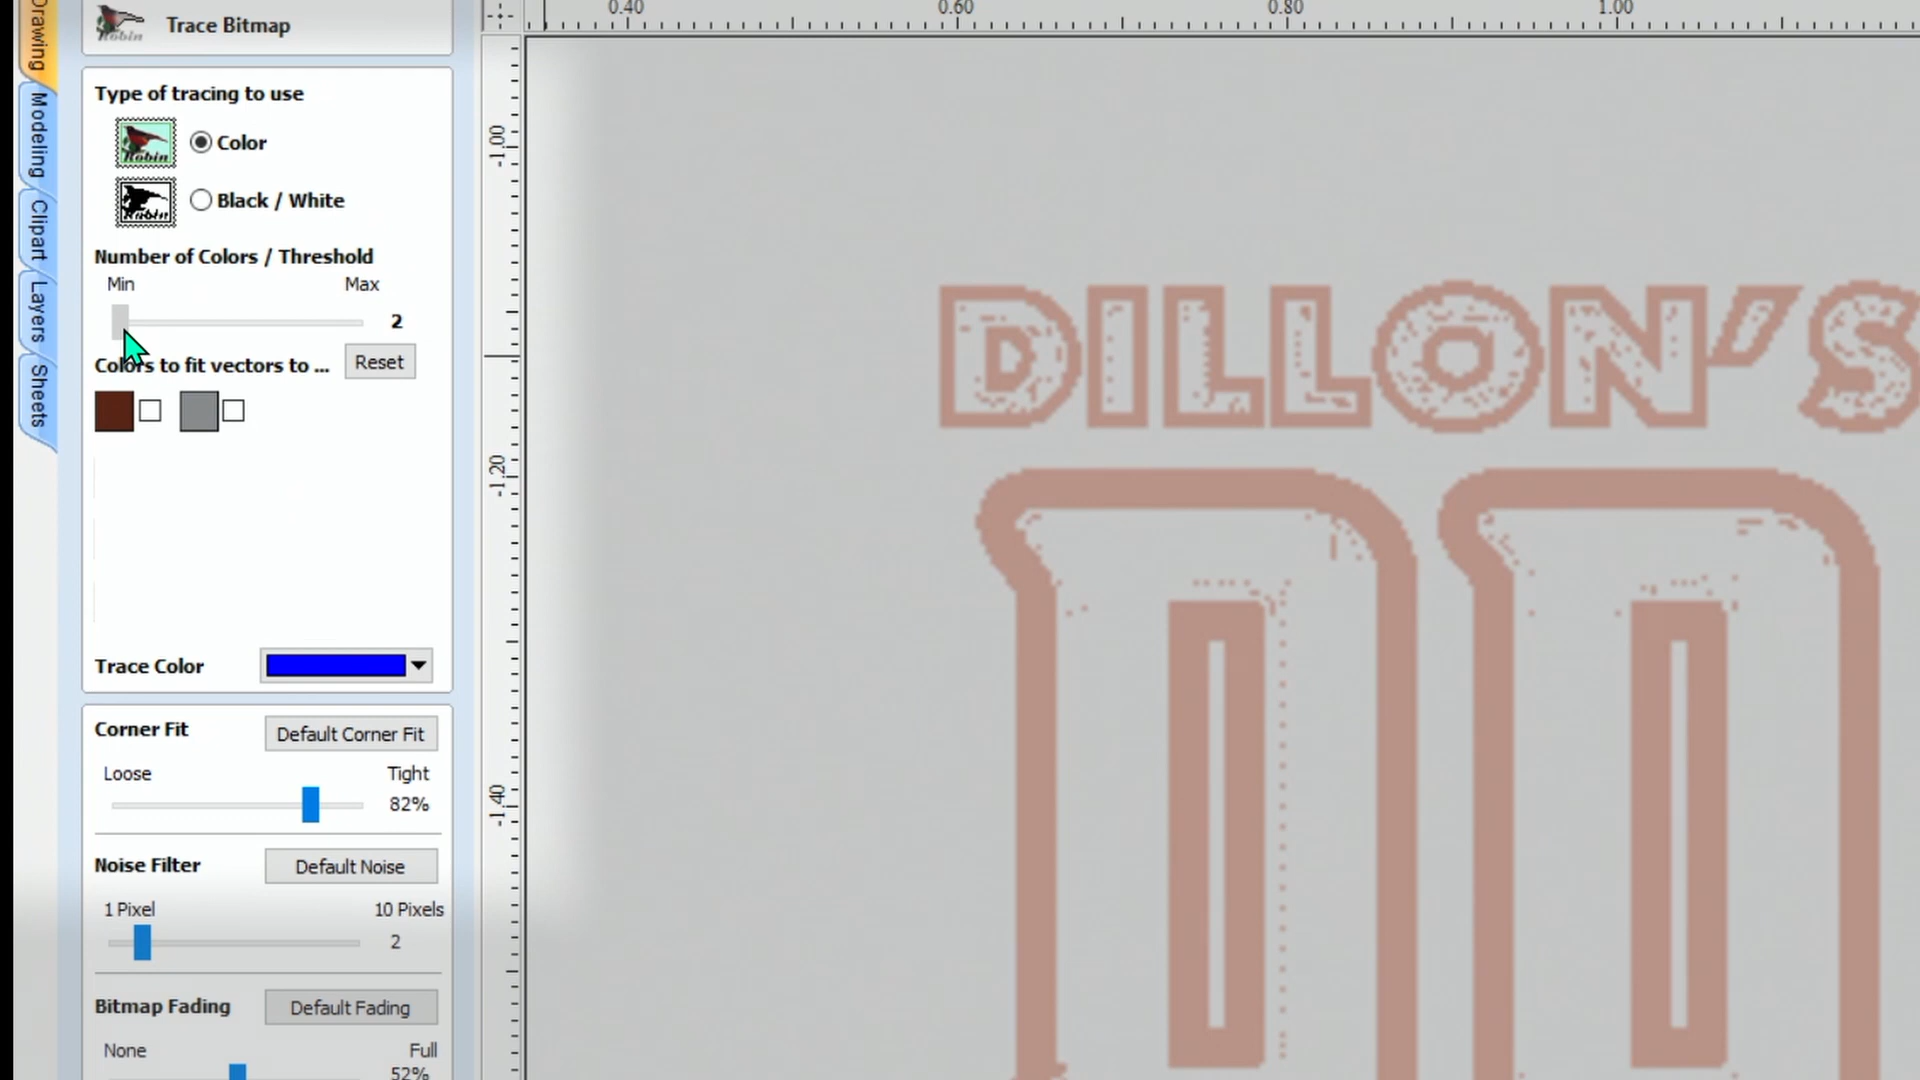 Drawing
Modeling
Clipart
Layers
Sheets
Robin
Trace Bitmap
Type of tracing to use
Robin
Color
Robin
Black / White
Number of Colors / Threshold
Min Max
2
Colors to fit vectors to ... Reset
Trace Color
Corner Fit Default Corner Fit
Loose Tight
82%
Noise Filter Default Noise
1 Pixel 10 Pixels
2
Bitmap Fading Default Fading
None Full
52%
0.40 0.60 0.80 1.00
-1.00
-1.20
-1.40
DILLON'S